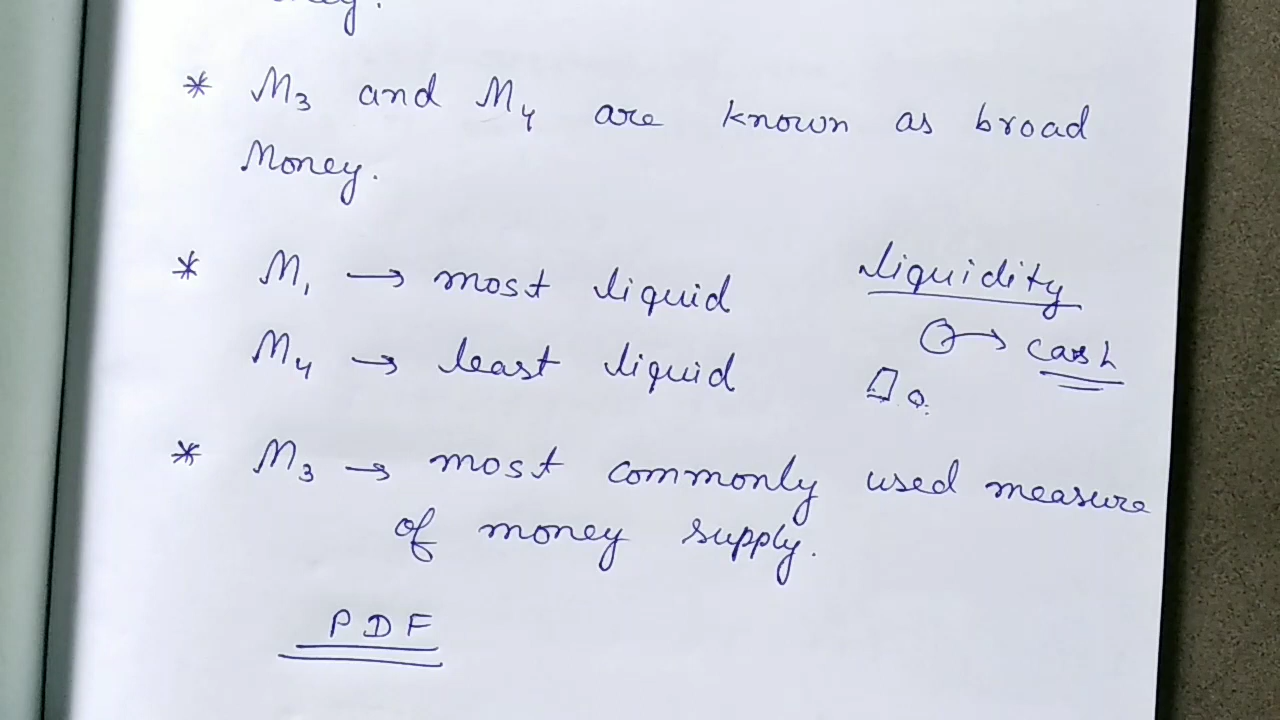 * M₃ and M₄ are known as broad
Money.
* M₁ → most liquid
M₄ → least liquid
liquidity
→ cash
* M₃ → most commonly used measure
of money supply.
PDF